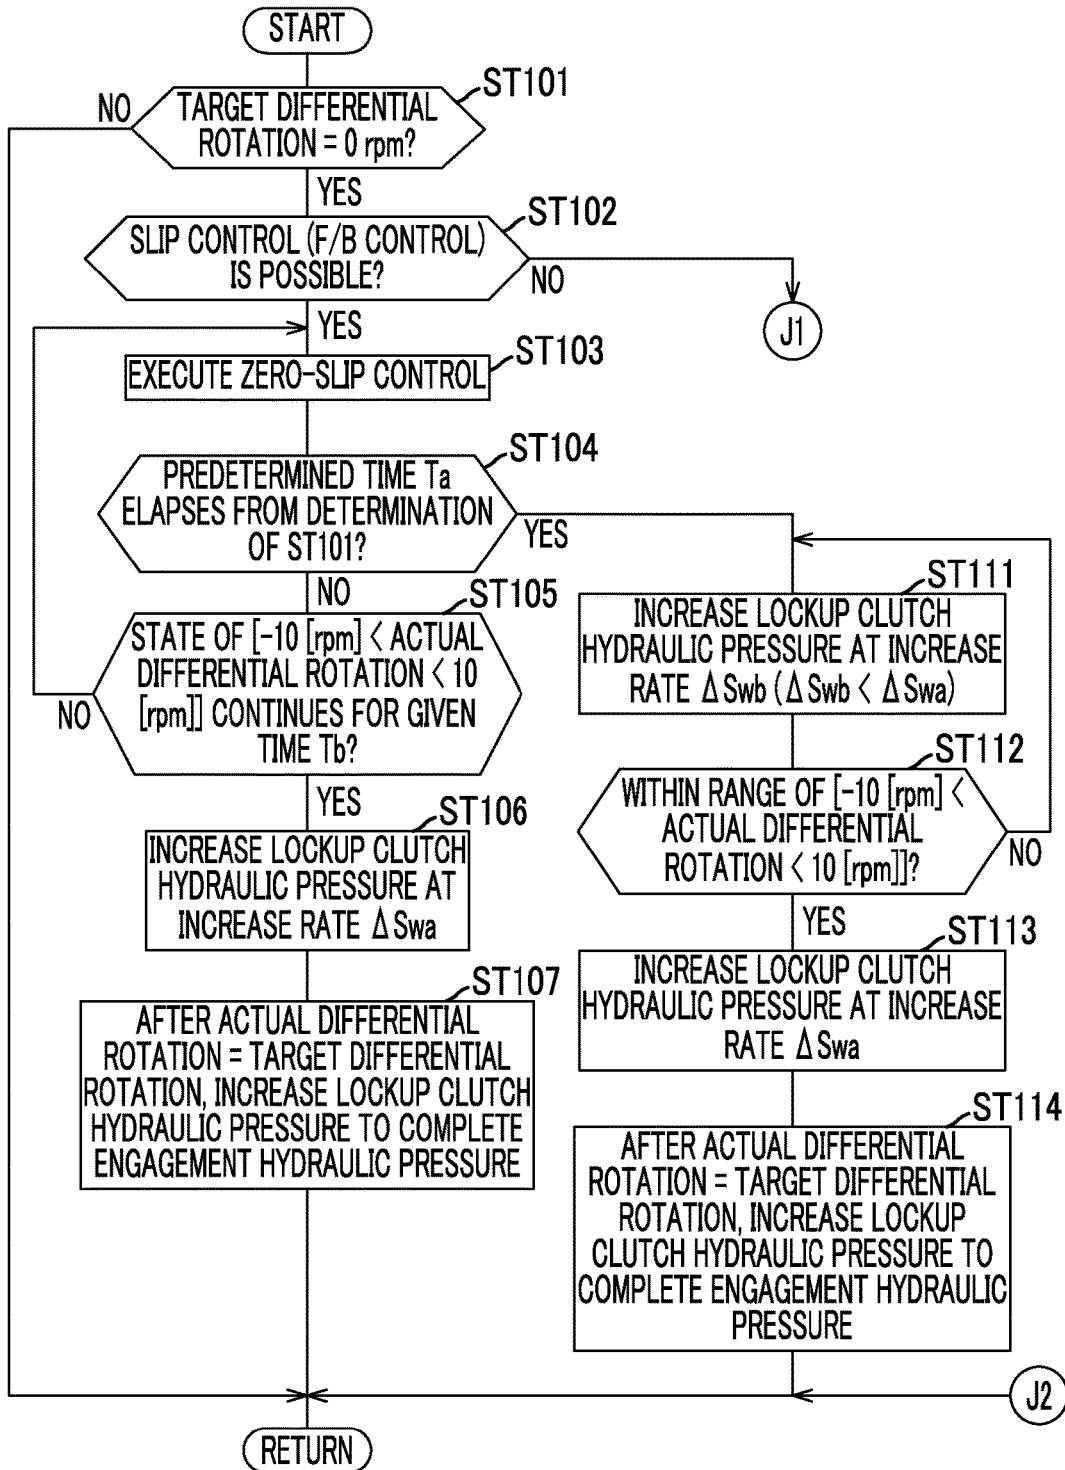 START
ST101
NO
TARGET DIFFERENTIAL
ROTATION = 0 rpm?
YES
ST102
SLIP CONTROL (F/B CONTROL)
IS POSSIBLE?
NO
J1
YES
ST103
EXECUTE ZERO-SLIP CONTROL
ST104
PREDETERMINED TIME Ta
ELAPSES FROM DETERMINATION
OF ST101?
YES
NO
ST105
STATE OF [-10 [rpm] < ACTUAL
DIFFERENTIAL ROTATION < 10
[rpm]] CONTINUES FOR GIVEN
TIME Tb?
NO
YES
ST106
INCREASE LOCKUP CLUTCH
HYDRAULIC PRESSURE AT
INCREASE RATE ΔSwa
ST107
AFTER ACTUAL DIFFERENTIAL
ROTATION = TARGET DIFFERENTIAL
ROTATION, INCREASE LOCKUP CLUTCH
HYDRAULIC PRESSURE TO COMPLETE
ENGAGEMENT HYDRAULIC PRESSURE
ST111
INCREASE LOCKUP CLUTCH
HYDRAULIC PRESSURE AT INCREASE
RATE ΔSwb (ΔSwb < ΔSwa)
ST112
WITHIN RANGE OF [-10 [rpm] <
ACTUAL DIFFERENTIAL
ROTATION < 10 [rpm]]?
NO
YES
ST113
INCREASE LOCKUP CLUTCH
HYDRAULIC PRESSURE AT INCREASE
RATE ΔSwa
ST114
AFTER ACTUAL DIFFERENTIAL
ROTATION = TARGET DIFFERENTIAL
ROTATION, INCREASE LOCKUP
CLUTCH HYDRAULIC PRESSURE TO
COMPLETE ENGAGEMENT HYDRAULIC
PRESSURE
J2
RETURN